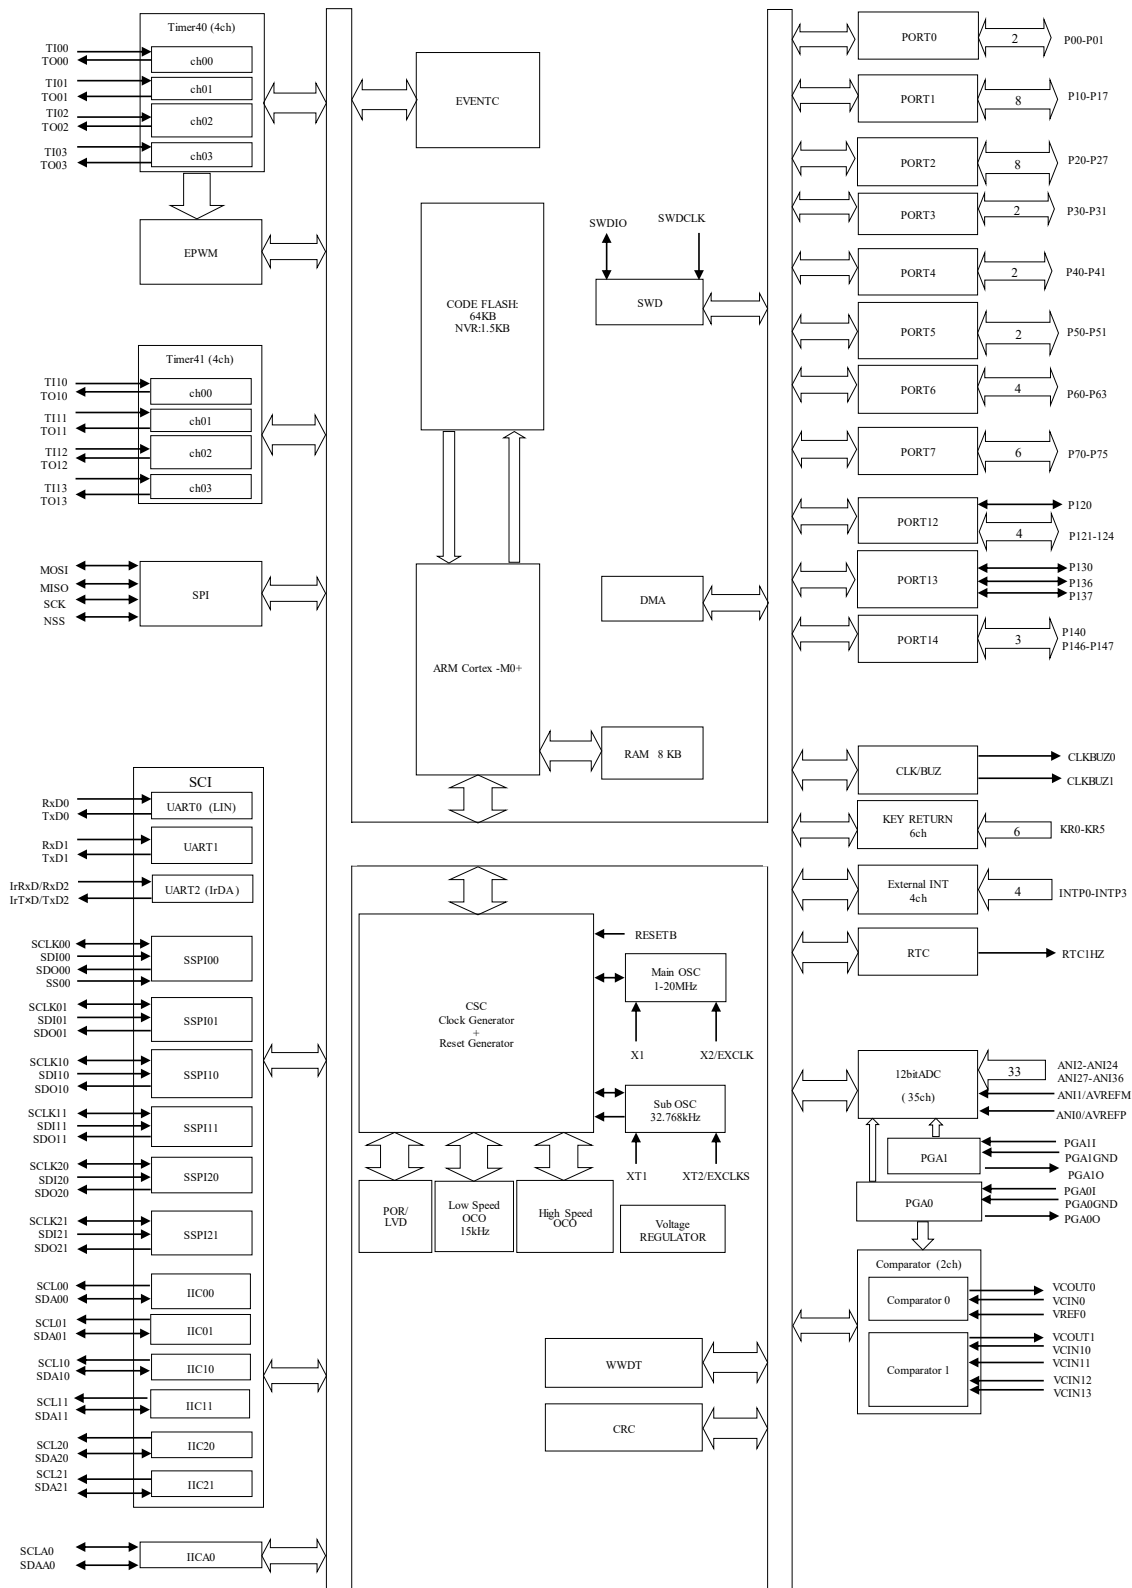 Timer40 (4ch)
TI00
TO00
ch00
TI01
TO01
ch01
TI02
TO02
ch02
TI03
TO03
ch03
EPWM
Timer41 (4ch)
TI10
TO10
ch00
TI11
TO11
ch01
TI12
TO12
ch02
TI13
TO13
ch03
MOSI
MISO
SCK
NSS
SPI
SCI
RxD0
TxD0
UART0 (LIN)
RxD1
TxD1
UART1
IrRxD/RxD2
IrTxD/TxD2
UART2 (IrDA)
SCLK00
SDI00
SDO00
SS00
SSPI00
SCLK01
SDI01
SDO01
SSPI01
SCLK10
SDI10
SDO10
SSPI10
SCLK11
SDI11
SDO11
SSPI11
SCLK20
SDI20
SDO20
SSPI20
SCLK21
SDI21
SDO21
SSPI21
SCL00
SDA00
IIC00
SCL01
SDA01
IIC01
SCL10
SDA10
IIC10
SCL11
SDA11
IIC11
SCL20
SDA20
IIC20
SCL21
SDA21
IIC21
SCLA0
SDAA0
IICA0
EVENTC
CODE FLASH:
64KB
NVR:1.5KB
SWDIO
SWDCLK
SWD
DMA
ARM Cortex -M0+
RAM 8 KB
CSC
Clock Generator
+
Reset Generator
RESETB
Main OSC
1-20MHz
X1
X2/EXCLK
Sub OSC
32.768kHz
XT1
XT2/EXCLKS
POR/
LVD
Low Speed
OCO
15kHz
High Speed
OCO
Voltage
REGULATOR
WWDT
CRC
PORT0
2
P00-P01
PORT1
8
P10-P17
PORT2
8
P20-P27
PORT3
2
P30-P31
PORT4
2
P40-P41
PORT5
2
P50-P51
PORT6
4
P60-P63
PORT7
6
P70-P75
PORT12
P120
4
P121-124
PORT13
P130
P136
P137
PORT14
3
P140
P146-P147
CLK/BUZ
CLKBUZ0
CLKBUZ1
KEY RETURN
6ch
6
KR0-KR5
External INT
4ch
4
INTP0-INTP3
RTC
RTC1HZ
12bitADC
( 35ch)
33
ANI2-ANI24
ANI27-ANI36
ANI1/AVREFM
ANI0/AVREFP
PGA1
PGA1I
PGA1GND
PGA1O
PGA0
PGA0I
PGA0GND
PGA0O
Comparator (2ch)
Comparator 0
VCOUT0
VCIN0
VREF0
Comparator 1
VCOUT1
VCIN10
VCIN11
VCIN12
VCIN13